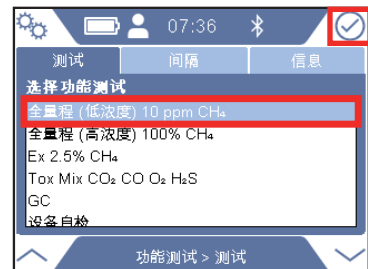 07:36
测试 间隔 信息
选择功能测试
全量程 (低浓度) 10 ppm CH₄
全量程 (高浓度) 100% CH₄
Ex 2.5% CH₄
Tox Mix CO₂ CO O₂ H₂S
GC
设备自检
功能测试 > 测试